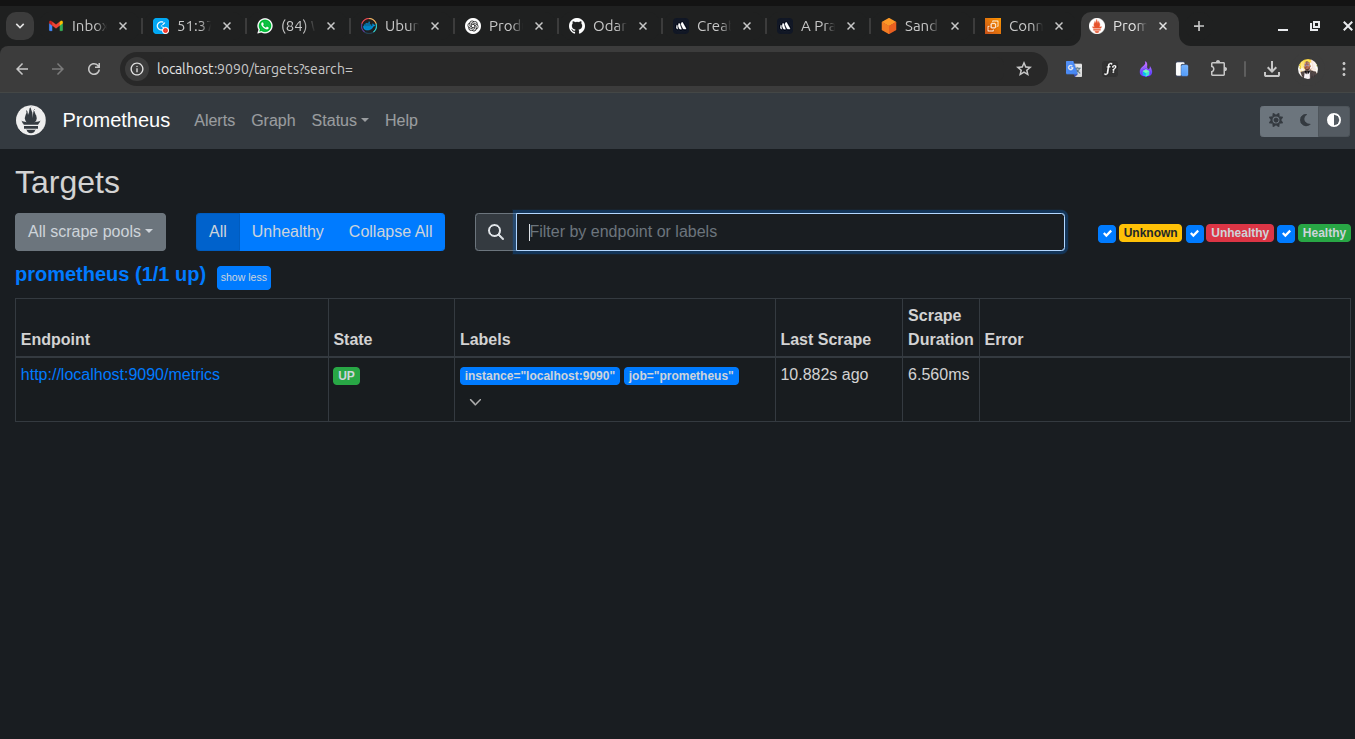 Inbo 51:37 (84) Ubun Prod Odar Crea A Pra Sand Conn Prom
localhost:9090/targets?search=
Prometheus Alerts Graph Status Help
Targets
All scrape pools All Unhealthy Collapse All Filter by endpoint or labels Unknown Unhealthy Healthy
prometheus (1/1 up) show less
Endpoint State Labels Last Scrape Scrape Duration Error
http://localhost:9090/metrics UP instance="localhost:9090" job="prometheus" 10.882s ago 6.560ms